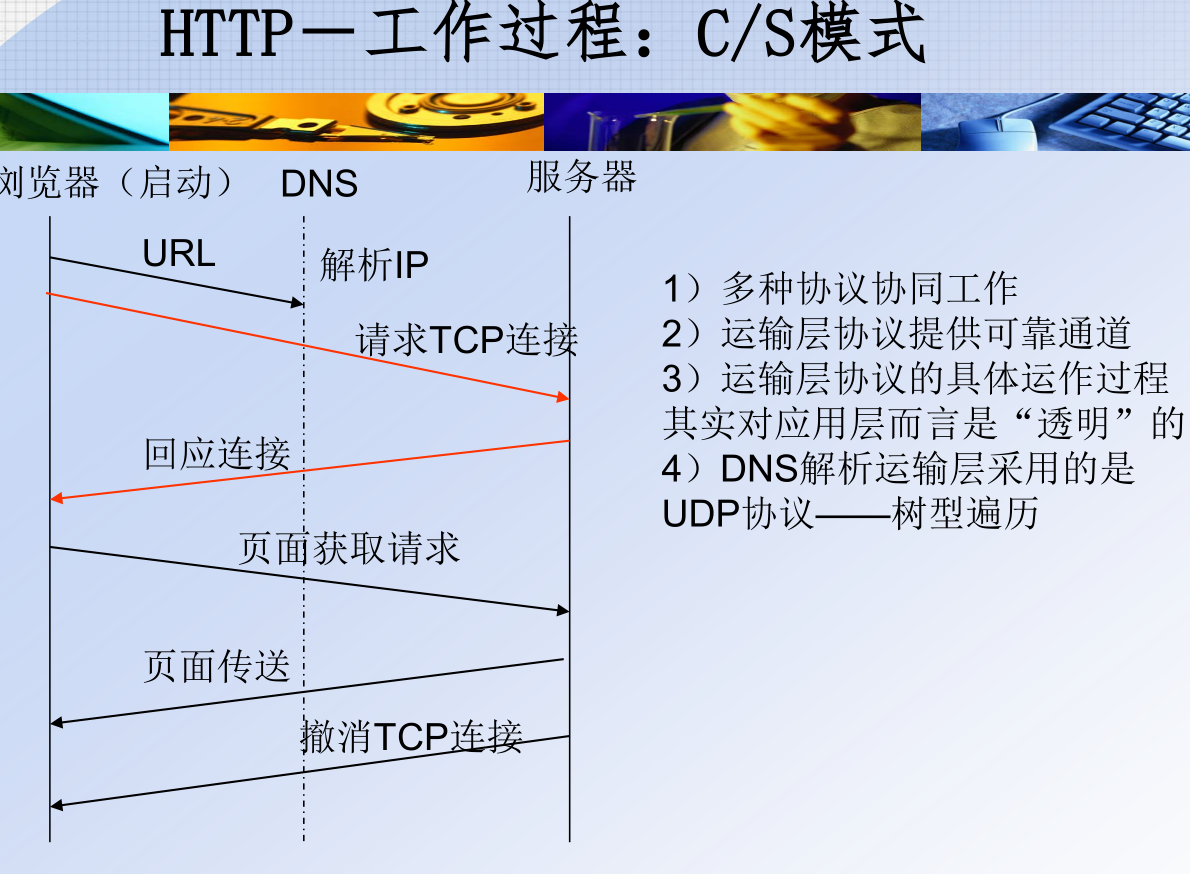 HTTP－工作过程：C/S模式
浏览器（启动）
DNS
服务器
URL
解析IP
请求TCP连接
回应连接
页面获取请求
页面传送
撤消TCP连接
1）多种协议协同工作
2）运输层协议提供可靠通道
3）运输层协议的具体运作过程
其实对应用层而言是“透明”的
4）DNS解析运输层采用的是
UDP协议——树型遍历